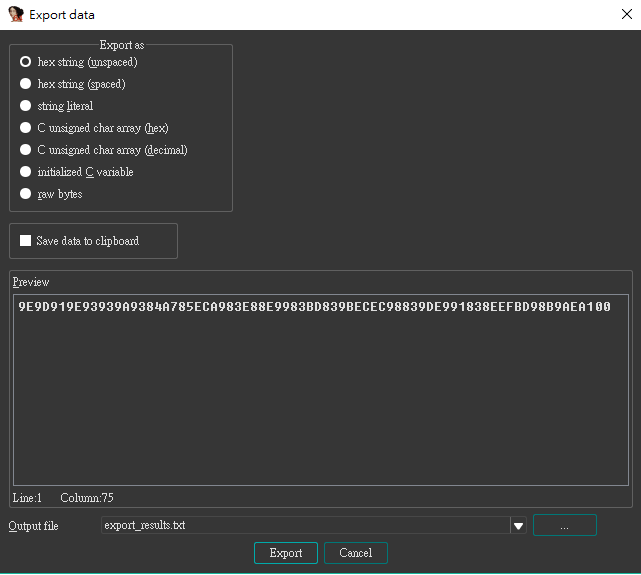 Export data
Export as
hex string (unspaced)
hex string (spaced)
string literal
C unsigned char array (hex)
C unsigned char array (decimal)
initialized C variable
raw bytes
Save data to clipboard
Preview
9E9D919E93939A9384A785ECA983E88E9983BD839BECEC98839DE991838EEFBD98B9AEA100
Line:1 Column:75
Output file export_results.txt ...
Export Cancel